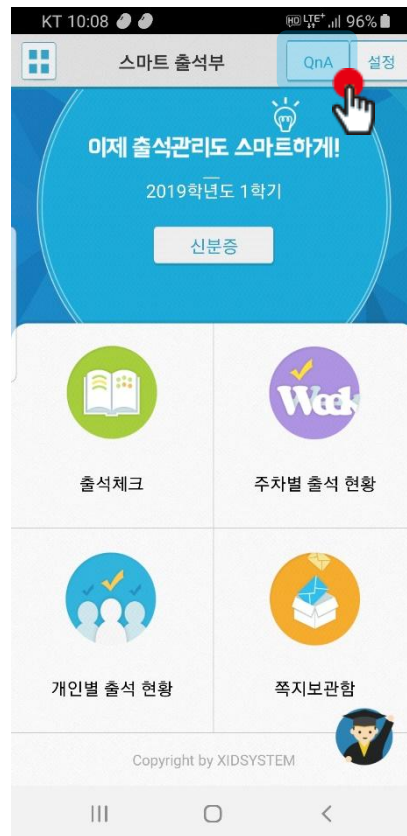 KT 10:08 HD LTE+ 96%
스마트 출석부 QnA 설정
이제 출석관리도 스마트하게!
2019학년도 1학기
신분증
Week
출석체크 주차별 출석 현황
개인별 출석 현황 쪽지보관함
Copyright by XIDSYSTEM